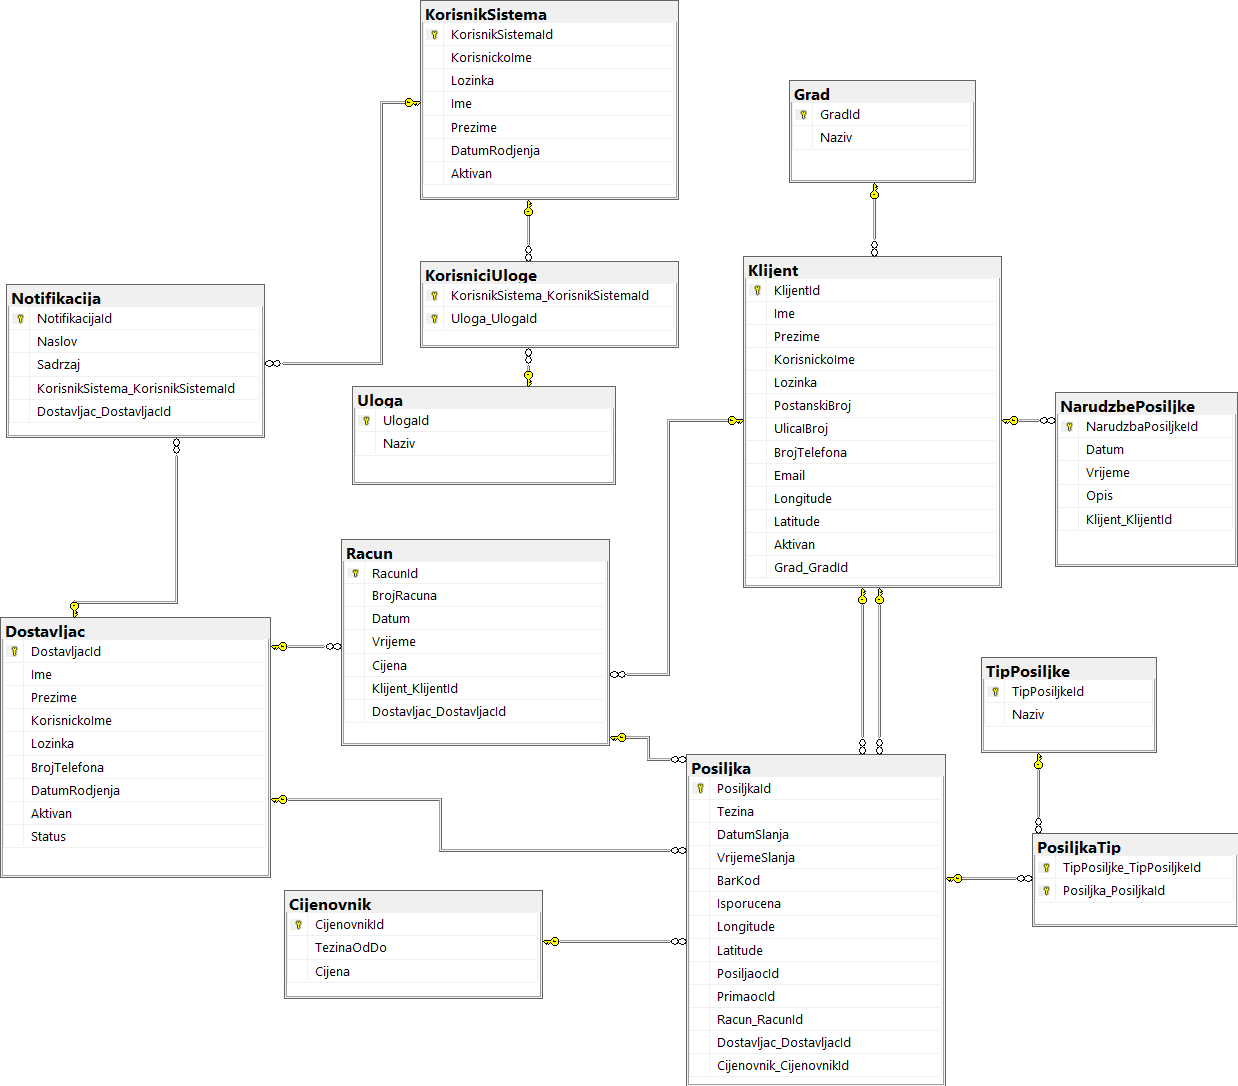 KorisnikSistema
KorisnikSistemaId
KorisnickoIme
Lozinka
Ime
Prezime
DatumRodjenja
Aktivan
Grad
GradId
Naziv
KorisniciUloge
KorisnikSistema_KorisnikSistemaId
Uloga_UlogaId
Klijent
KlijentId
Ime
Prezime
KorisnickoIme
Lozinka
PostanskiBroj
UlicaIBroj
BrojTelefona
Email
Longitude
Latitude
Aktivan
Grad_GradId
Notifikacija
NotifikacijaId
Naslov
Sadrzaj
KorisnikSistema_KorisnikSistemaId
Dostavljac_DostavljacId
Uloga
UlogaId
Naziv
NarudzbePosiljke
NarudzbaPosiljkeId
Datum
Vrijeme
Opis
Klijent_KlijentId
Racun
RacunId
BrojRacuna
Datum
Vrijeme
Cijena
Klijent_KlijentId
Dostavljac_DostavljacId
Dostavljac
DostavljacId
Ime
Prezime
KorisnickoIme
Lozinka
BrojTelefona
DatumRodjenja
Aktivan
Status
TipPosiljke
TipPosiljkeId
Naziv
Posiljka
PosiljkaId
Tezina
DatumSlanja
VrijemeSlanja
BarKod
Isporucena
Longitude
Latitude
PosiljaocId
PrimaocId
Racun_RacunId
Dostavljac_DostavljacId
Cijenovnik_CijenovnikId
PosiljkaTip
TipPosiljke_TipPosiljkeId
Posiljka_PosiljkaId
Cijenovnik
CijenovnikId
TezinaOdDo
Cijena